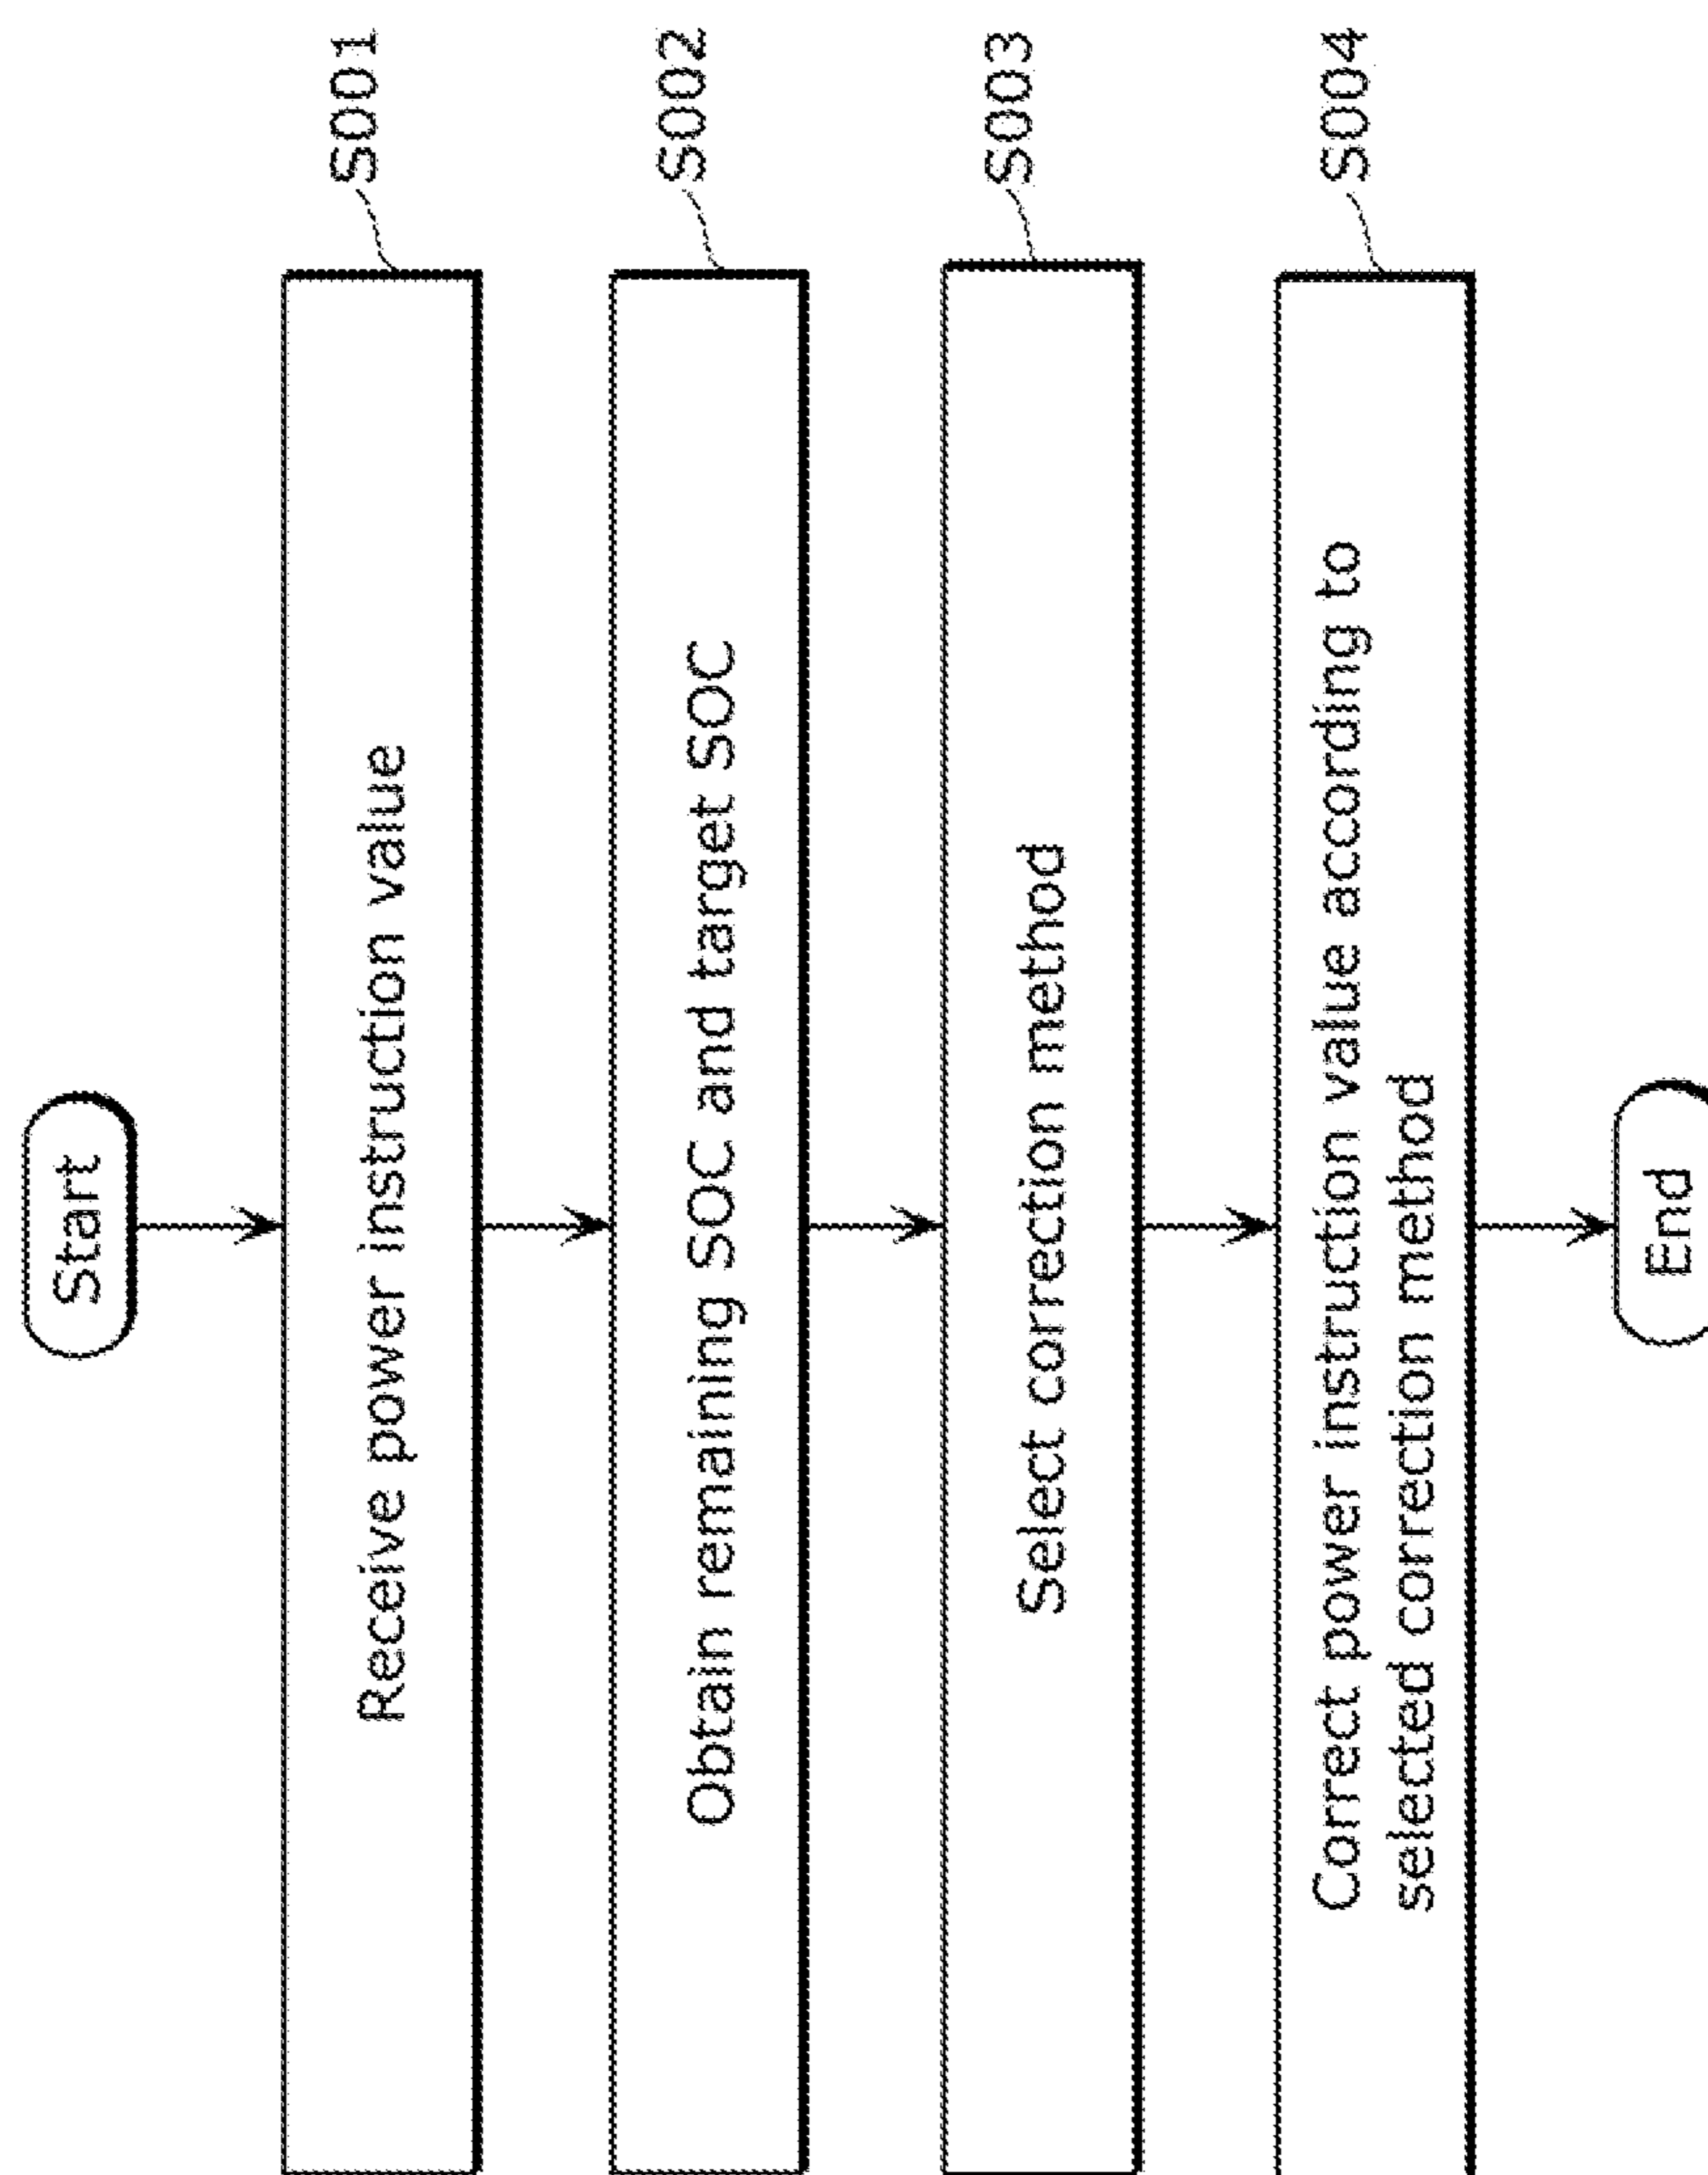 Start
Receive power instruction value
S001
Obtain remaining SOC and target SOC
S002
Select correction method
S003
Correct power instruction value according to
selected correction method
S004
End